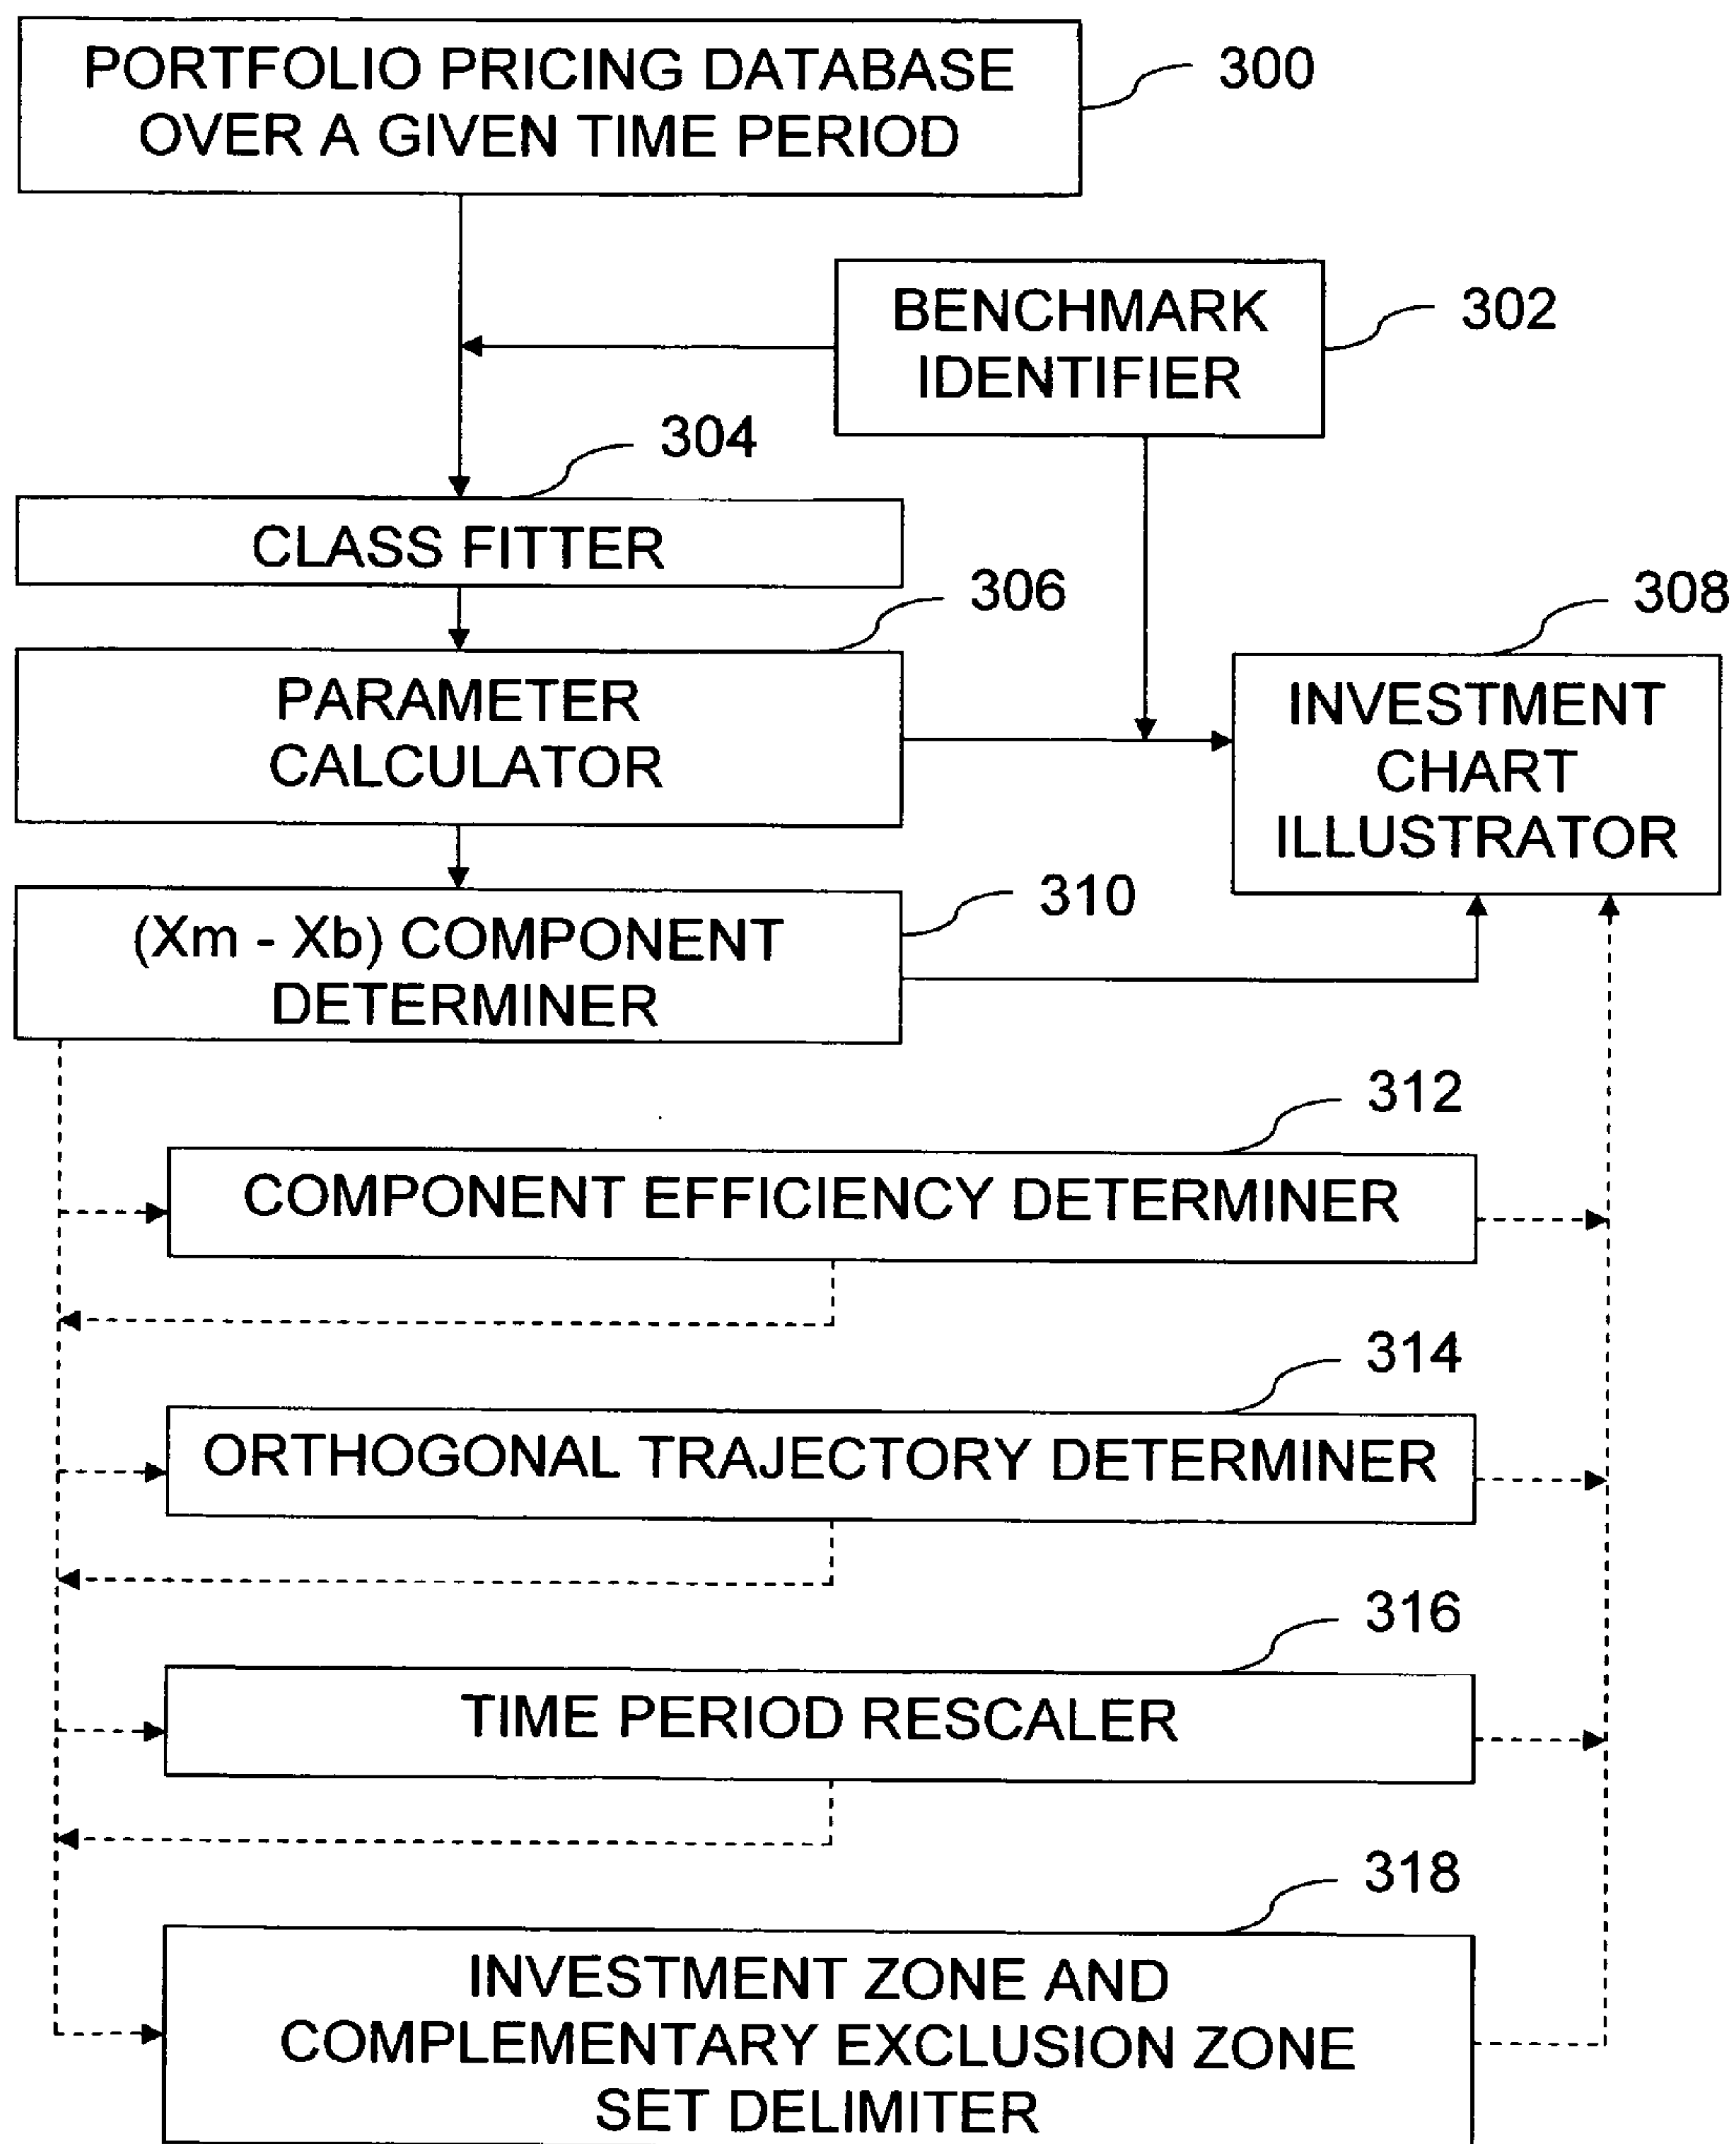 PORTFOLIO PRICING DATABASE
OVER A GIVEN TIME PERIOD
300
BENCHMARK
IDENTIFIER
302
304
CLASS FITTER
306
PARAMETER
CALCULATOR
308
INVESTMENT
CHART
ILLUSTRATOR
310
(Xm - Xb) COMPONENT
DETERMINER
312
COMPONENT EFFICIENCY DETERMINER
314
ORTHOGONAL TRAJECTORY DETERMINER
316
TIME PERIOD RESCALER
318
INVESTMENT ZONE AND
COMPLEMENTARY EXCLUSION ZONE
SET DELIMITER